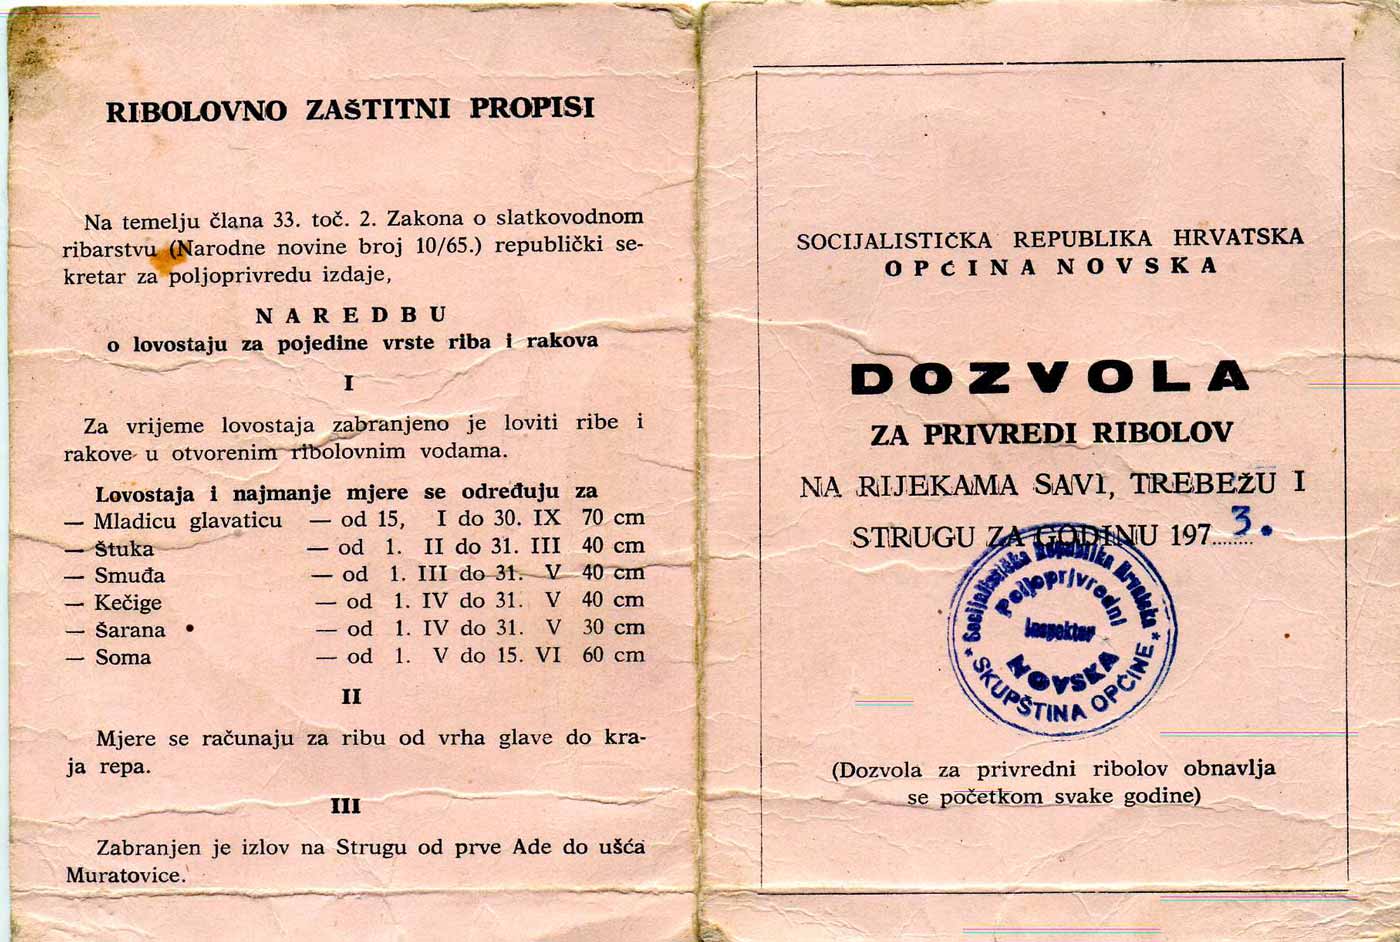 RIBOLOVNO ZAŠTITNI PROPISI
Na temelju člana 33. toč. 2. Zakona o slatkovodnom
ribarstvu (Narodne novine broj 10/65.) republički se-
kretar za poljoprivredu izdaje,
NAREDBU
o lovostaju za pojedine vrste riba i rakova
I
Za vrijeme lovostaja zabranjeno je loviti ribe i
rakove u otvorenim ribolovnim vodama.
Lovostaja i najmanje mjere se određuju za
— Mladicu glavaticu — od 15, I do 30. IX 70 cm
— Štuka — od 1. II do 31. III 40 cm
— Smuđa — od 1. III do 31. V 40 cm
— Kečige — od 1. IV do 31. V 40 cm
— Šarana — od 1. IV do 31. V 30 cm
— Soma — od 1. V do 15. VI 60 cm
II
Mjere se računaju za ribu od vrha glave do kra-
ja repa.
III
Zabranjen je izlov na Strugu od prve Ade do ušća
Muratovice.
SOCIJALISTIČKA REPUBLIKA HRVATSKA
OPĆINA NOVSKA
DOZVOLA
ZA PRIVREDI RIBOLOV
NA RIJEKAMA SAVI, TREBEŽU I
STRUGU ZA GODINU 1973.
Socijalistička Republika Hrvatska
Poljoprivredni
Inspektor
NOVSKA
* SKUPŠTINA OPĆINE *
(Dozvola za privredni ribolov obnavlja
se početkom svake godine)